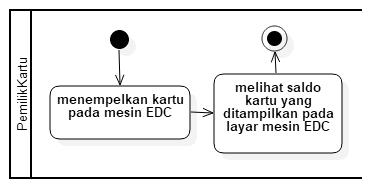 PemilikKartu
menempelkan kartu
pada mesin EDC
melihat saldo
kartu yang
ditampilkan pada
layar mesin EDC